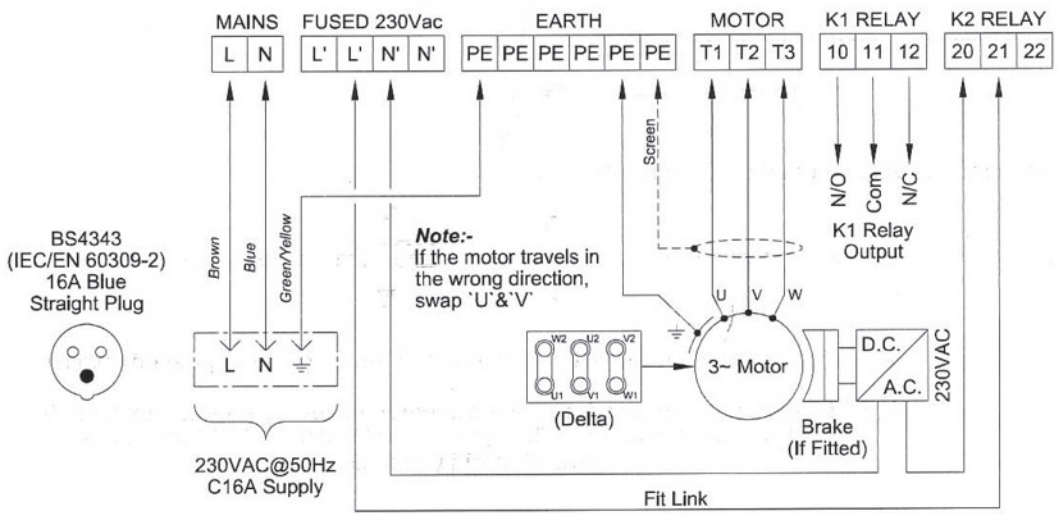 MAINS FUSED 230Vac EARTH MOTOR K1 RELAY K2 RELAY
L N L' L' N' N' PE PE PE PE PE PE T1 T2 T3 10 11 12 20 21 22
Screen
N/O Com N/C
K1 Relay
Output
Brown
Blue
Green/Yellow
BS4343
(IEC/EN 60309-2)
16A Blue
Straight Plug
Note:-
If the motor travels in
the wrong direction,
swap `U`&`V`
U V W
L N
W2 U2 V2
U1 V1 W1
(Delta)
3~ Motor
D.C.
A.C.
230VAC
Brake
(If Fitted)
230VAC@50Hz
C16A Supply
Fit Link